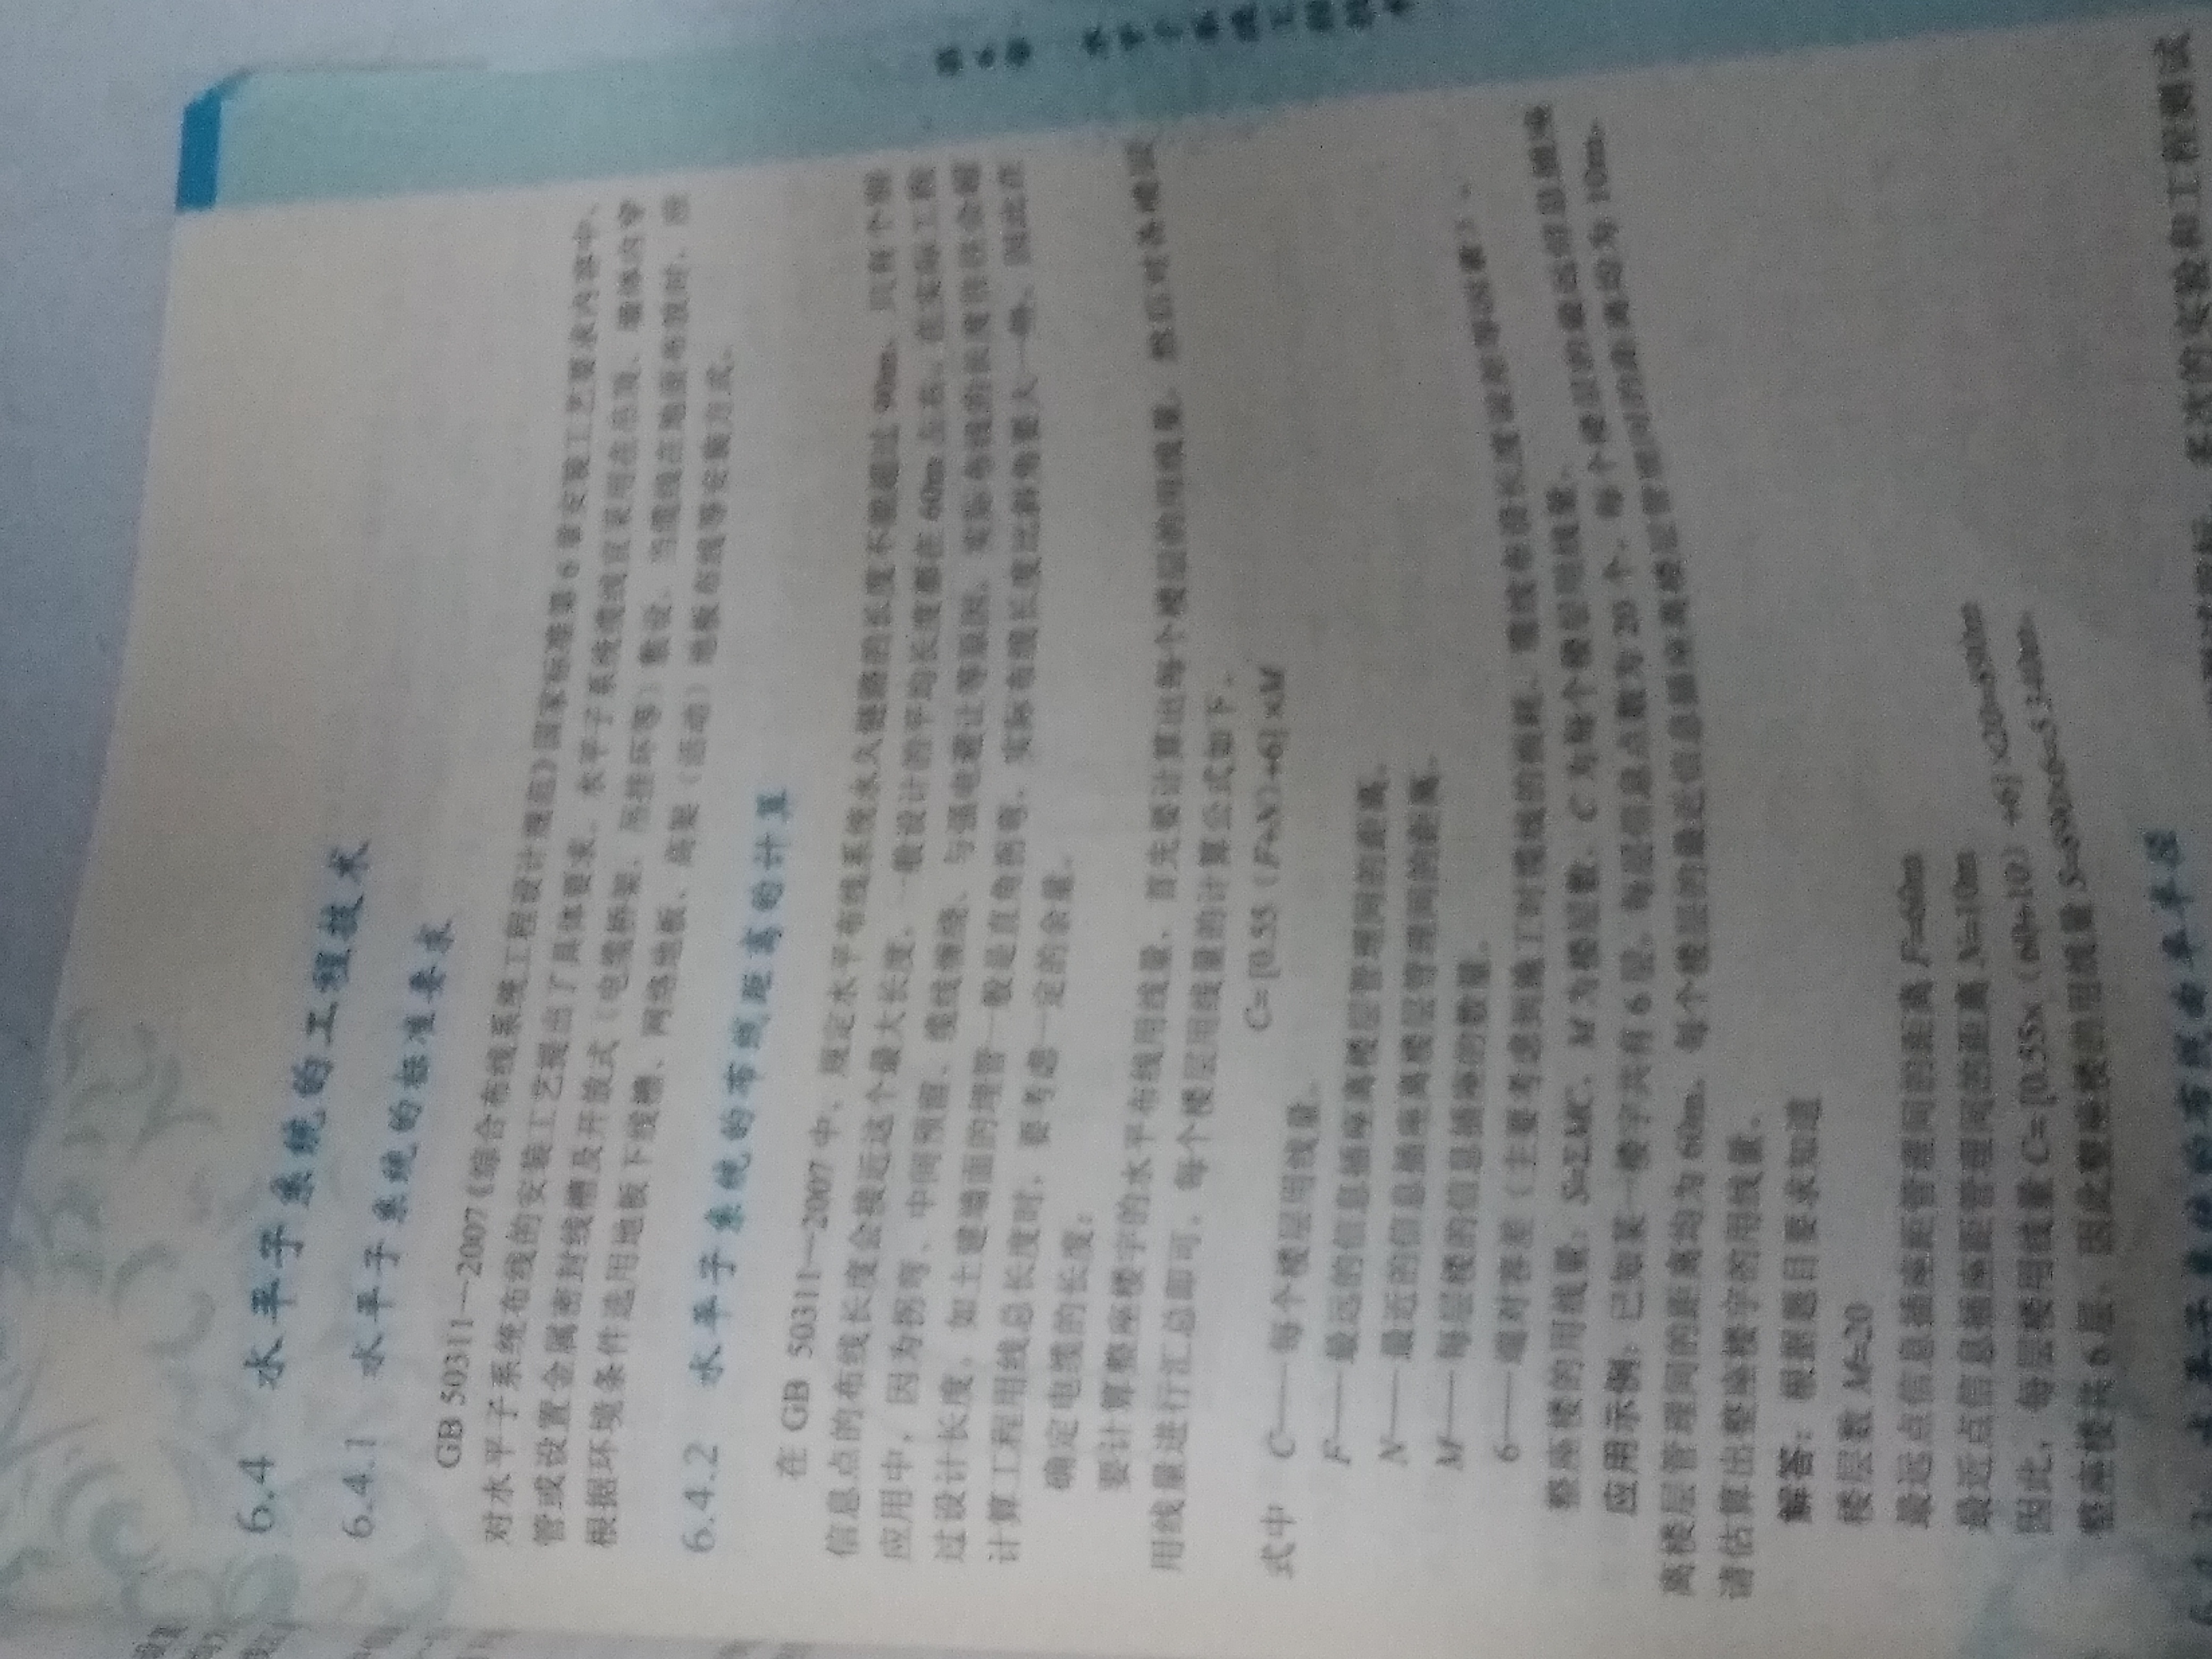 6.4 水平子系统的工程技术
6.4.1 水平子系统的标准要求
GB 50311—2007《综合布线系统工程设计规范》国家标准第6章安装工艺要求内容中、
对水平子系统布线的安装工艺提出了具体要求。水平子系统缆线宜采用在吊顶、墙体内穿
管或设置金属密封线槽及开放式（电缆桥架、吊挂环等）敷设，当缆线在地面布放时，应
根据环境条件选用地板下线槽、网络地板、高架（活动）地板布线等安装方式。
6.4.2 水平子系统的布线距离的计算
在 GB 50311—2007 中，规定水平布线系统永久链路的长度不能超过 90m，只有个别
信息点的布线长度会接近这个最大长度，一般设计的平均长度都在 60m 左右。在实际工程
应用中，因为拐弯、中间预留、缆线缠绕、与强电避让等原因，实际布线的长度往往会超
过设计长度。如土建墙面的埋管一般是直角拐弯，实际布线长度比斜角要大一些，因此在
计算工程用线总长度时，要考虑一定的余量。
确定电缆的长度：
要计算整座楼宇的水平布线用线量，首先要计算出每个楼层的用线量，然后对各楼层
用线量进行汇总即可。每个楼层用线量的计算公式如下。
C= [0.55（F+N）+6] ×M
式中 C——每个楼层用线量。
F——最远的信息插座离楼层管理间的距离。
N——最近的信息插座离楼层管理间的距离。
M——每层楼的信息插座的数量。
6——端对容差（主要考虑到施工时缆线的损耗、缆线布设长度误差等因素）。
整座楼的用线量：S=ΣMC，M 为楼层数，C 为每个楼层用线量。
应用示例：已知某一楼宇共有 6 层，每层信息点数为 20 个，每个楼层的最远信息插座
离楼层管理间的距离均为 60m，每个楼层的最近信息插座离楼层管理间的距离均为 10m，
请估算出整座楼宇的用线量。
解答：根据题目要求知道
楼层数 M=20
最远点信息插座距管理间的距离 F=60m
最近点信息插座距管理间的距离 N=10m
因此，每层楼用线量 C= [0.55×（60+10）+6] ×20=890m
整座楼共 6 层，因此整座楼的用线量 S=890×6=5 340m。
6.4.3 水平子系统的布线曲率半径
测试指标，多次的实验和工程测试
第6章 水平子系统工程技术